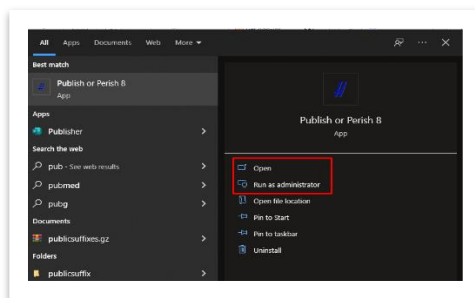 All Apps Documents Web More
Best match
Publish or Perish 8
App
Apps
Publisher
Search the web
pub - See web results
pubmed
pubg
Documents
publicsuffixes.gz
Folders
publicsuffix
Publish or Perish 8
App
Open
Run as administrator
Open file location
Pin to Start
Pin to taskbar
Uninstall